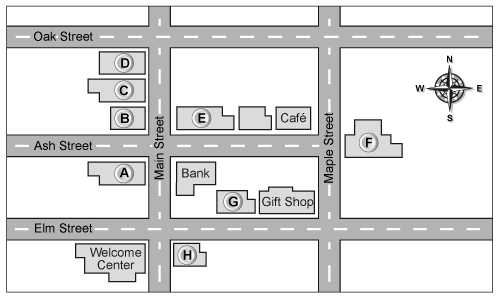 Oak Street
N
D
C
W
E
B
E
Café
S
Main Street
Maple Street
Ash Street
F
A
Bank
G
Gift Shop
Elm Street
Welcome
Center
H